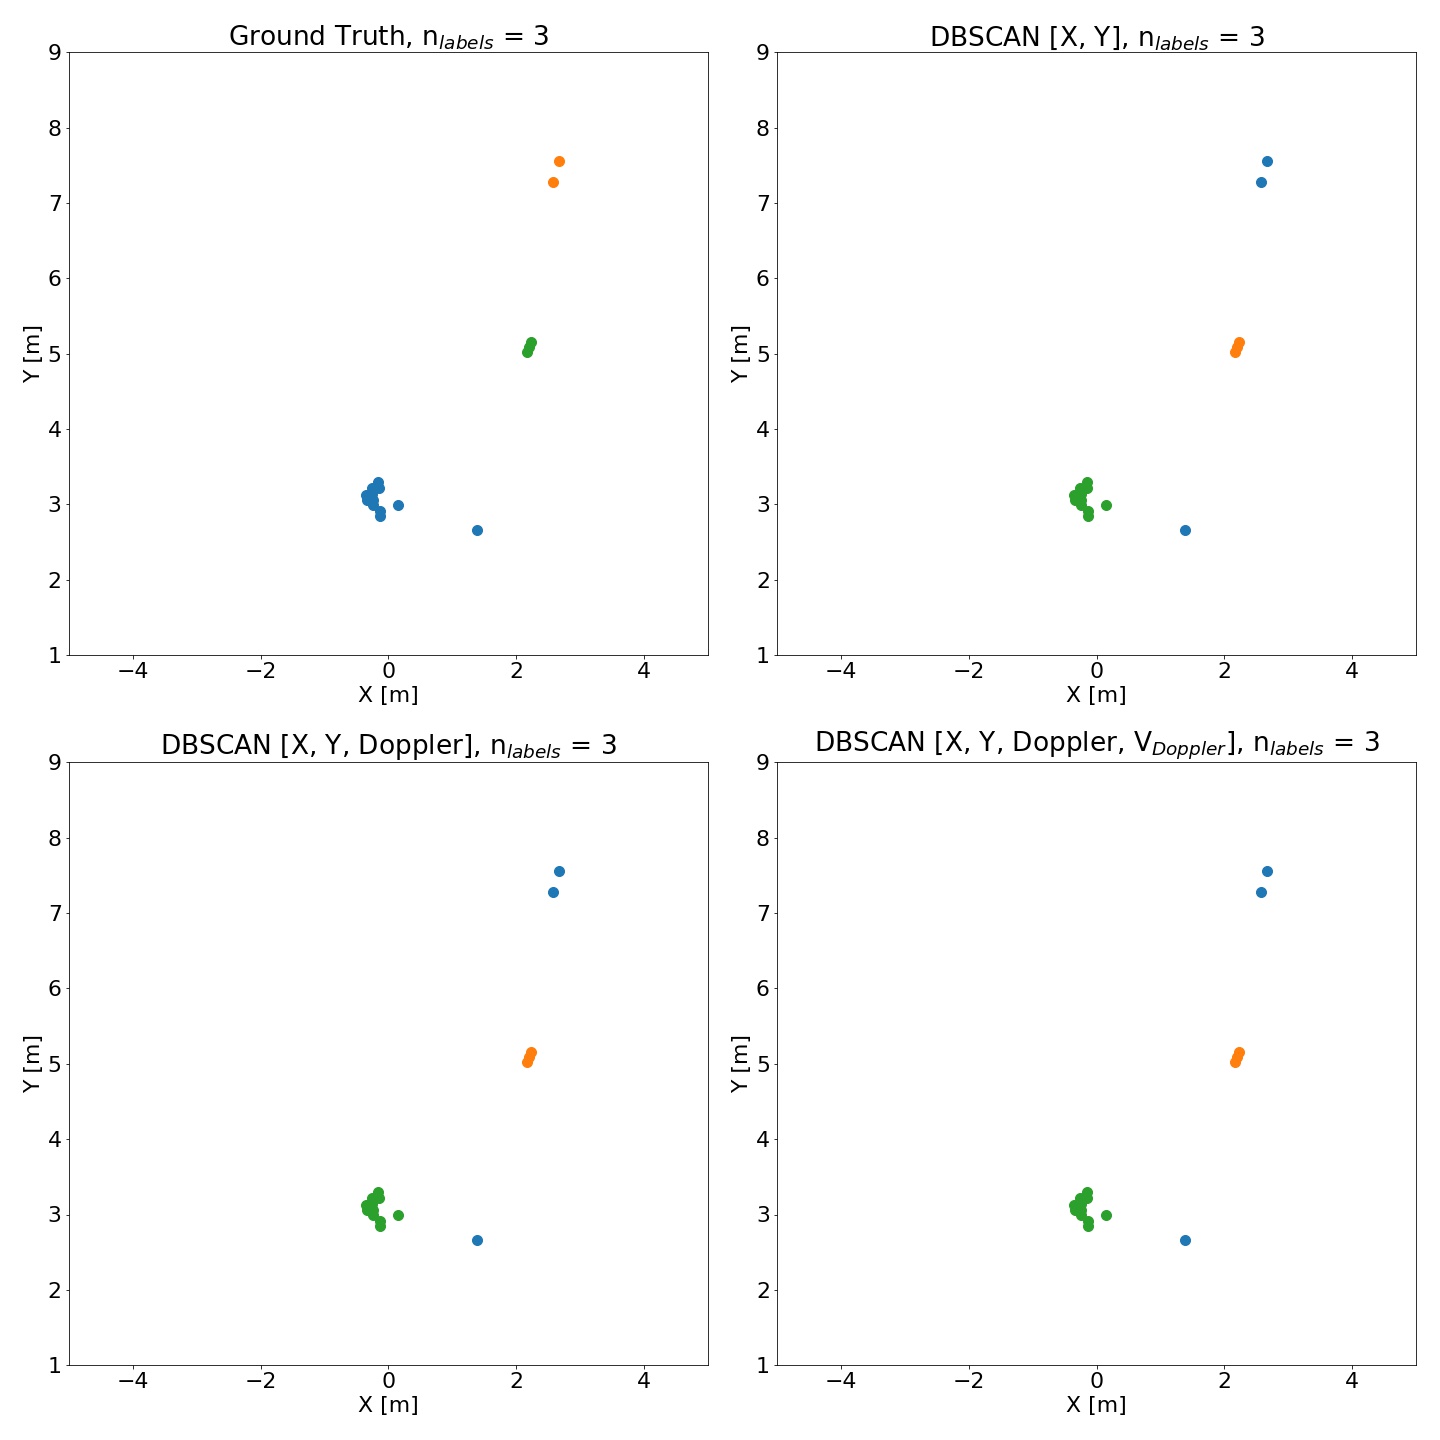 Ground Truth, n_labels = 3
9
8
7
6
5
4
3
2
1
Y [m]
−4 −2 0 2 4
X [m]
DBSCAN [X, Y], n_labels = 3
9
8
7
6
5
4
3
2
1
Y [m]
−4 −2 0 2 4
X [m]
DBSCAN [X, Y, Doppler], n_labels = 3
9
8
7
6
5
4
3
2
1
Y [m]
−4 −2 0 2 4
X [m]
DBSCAN [X, Y, Doppler, V_Doppler], n_labels = 3
9
8
7
6
5
4
3
2
1
Y [m]
−4 −2 0 2 4
X [m]